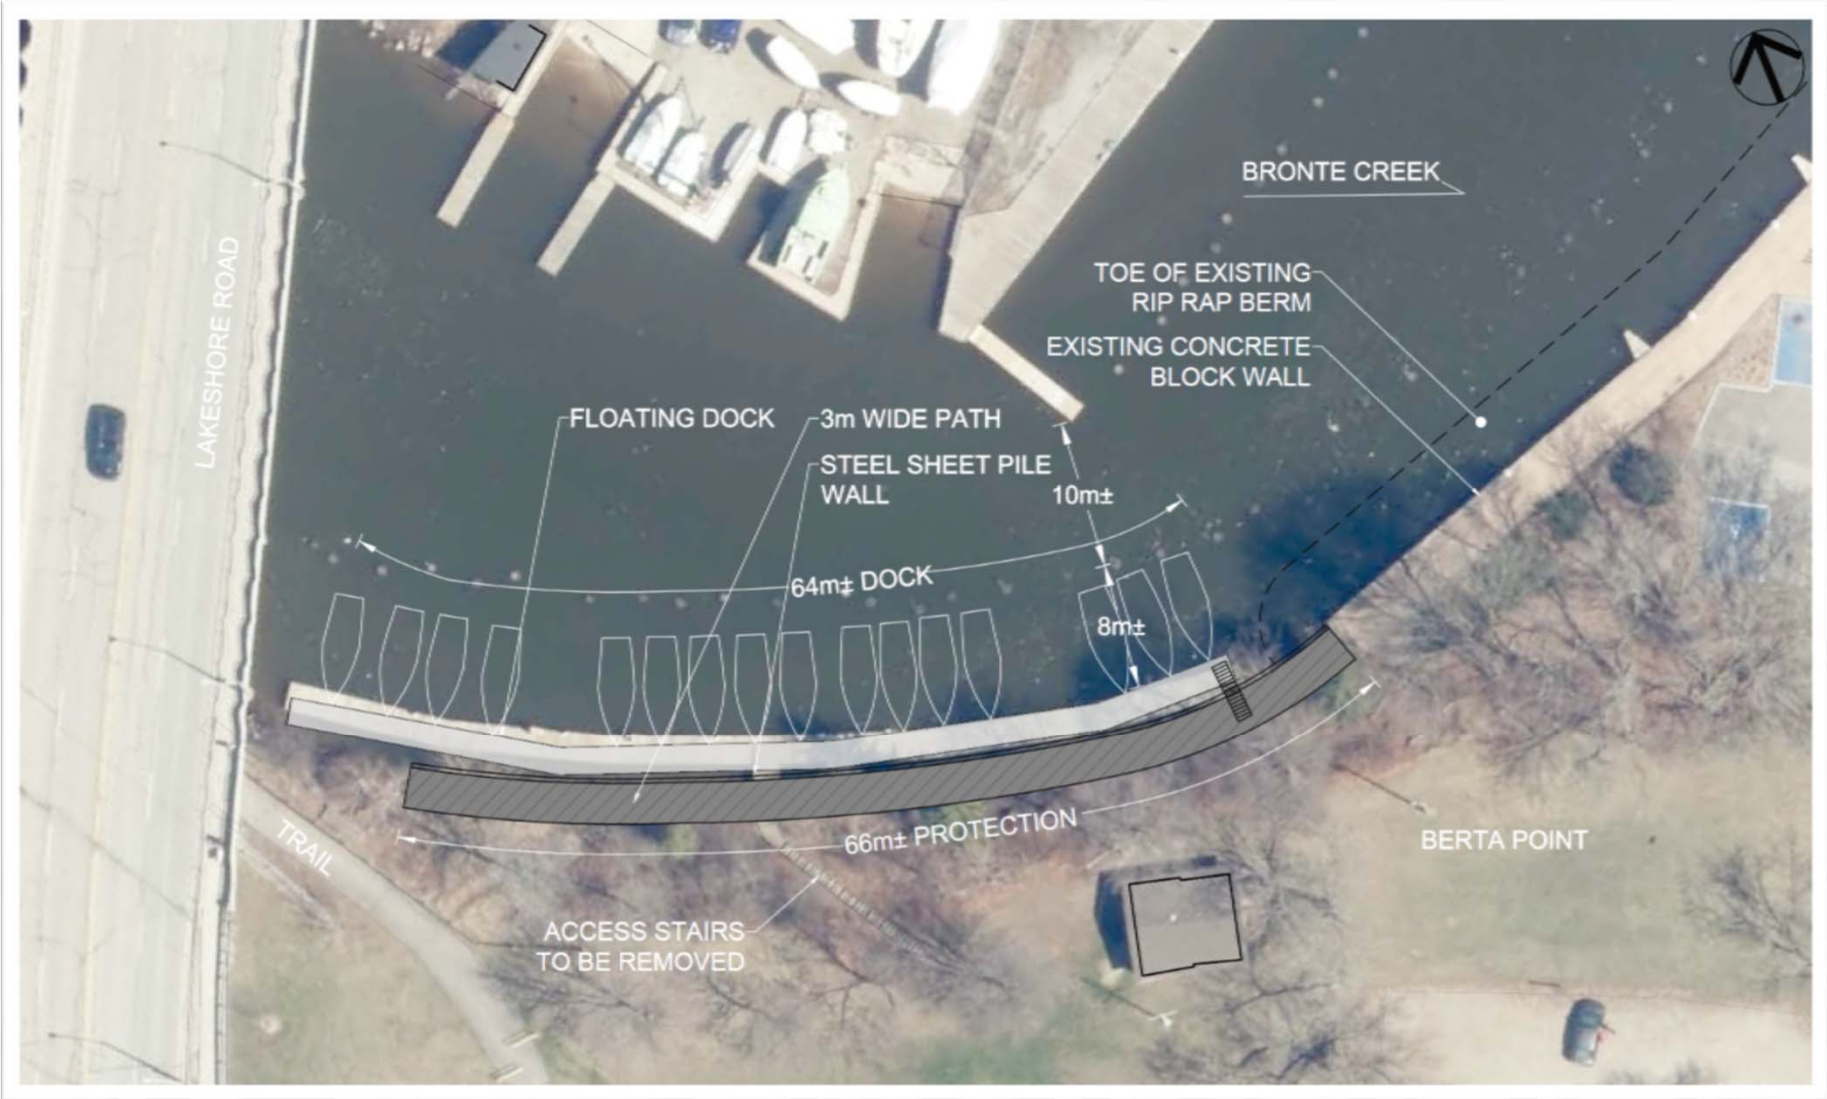 BRONTE CREEK
TOE OF EXISTING
RIP RAP BERM
EXISTING CONCRETE
BLOCK WALL
LAKESHORE ROAD
FLOATING DOCK
3m WIDE PATH
STEEL SHEET PILE
WALL
10m±
64m± DOCK
8m±
66m± PROTECTION
TRAIL
BERTA POINT
ACCESS STAIRS
TO BE REMOVED